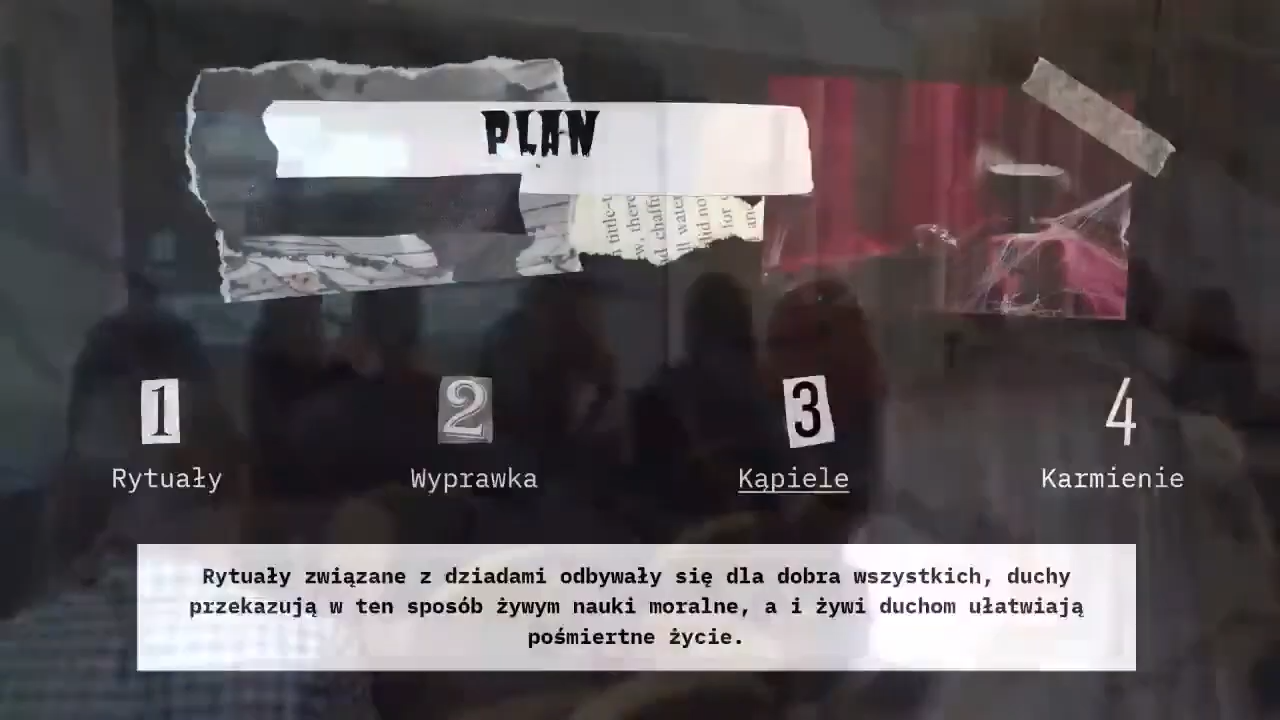 PLAN
1
2
3
4
Rytuały
Wyprawka
Kąpiele
Karmienie
Rytuały związane z dziadami odbywały się dla dobra wszystkich, duchy
przekazują w ten sposób żywym nauki moralne, a i żywi duchom ułatwiają
pośmiertne życie.